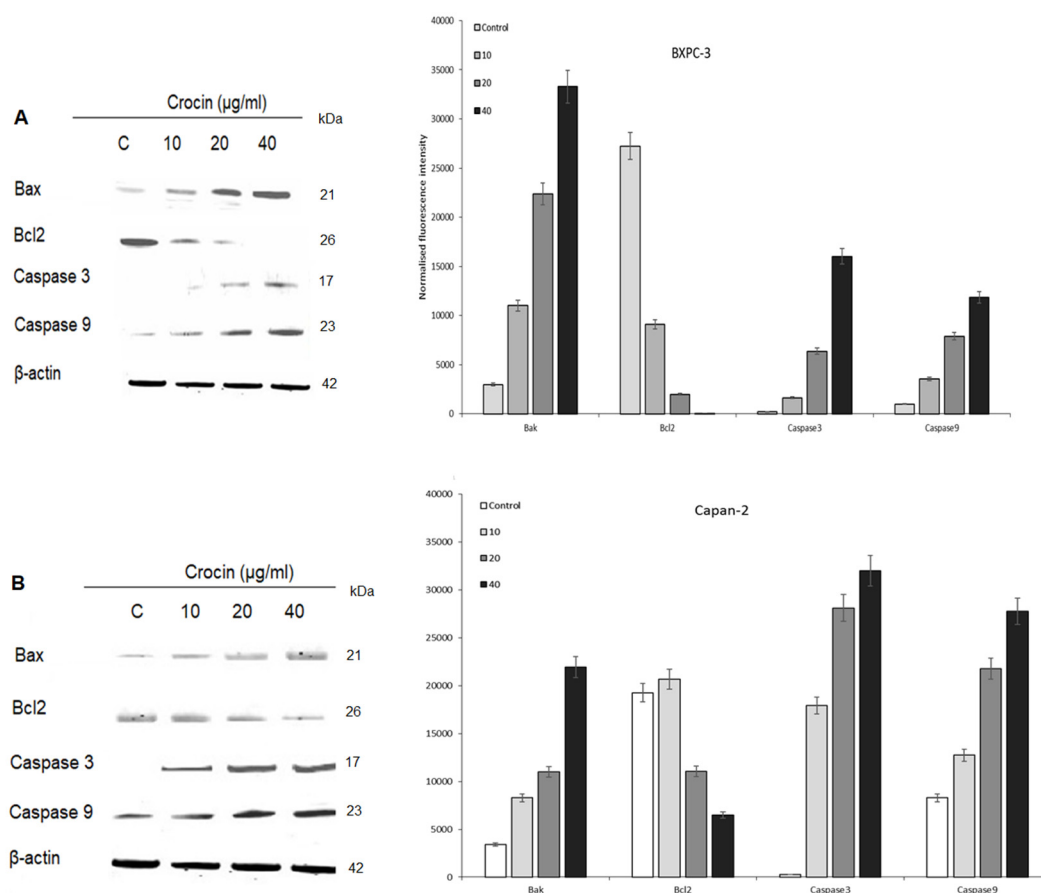 A
Crocin (µg/ml)
kDa
C 10 20 40
Bax 21
Bcl2 26
Caspase 3 17
Caspase 9 23
β-actin 42
BXPC-3
Control
10
20
40
Normalised fluorescence intensity
40000
35000
30000
25000
20000
15000
10000
5000
0
Bak Bcl2 Caspase3 Caspase9
B
Crocin (µg/ml)
kDa
C 10 20 40
Bax 21
Bcl2 26
Caspase 3 17
Caspase 9 23
β-actin 42
Capan-2
Control
10
20
40
40000
35000
30000
25000
20000
15000
10000
5000
0
Bak Bcl2 Caspase3 Caspase9